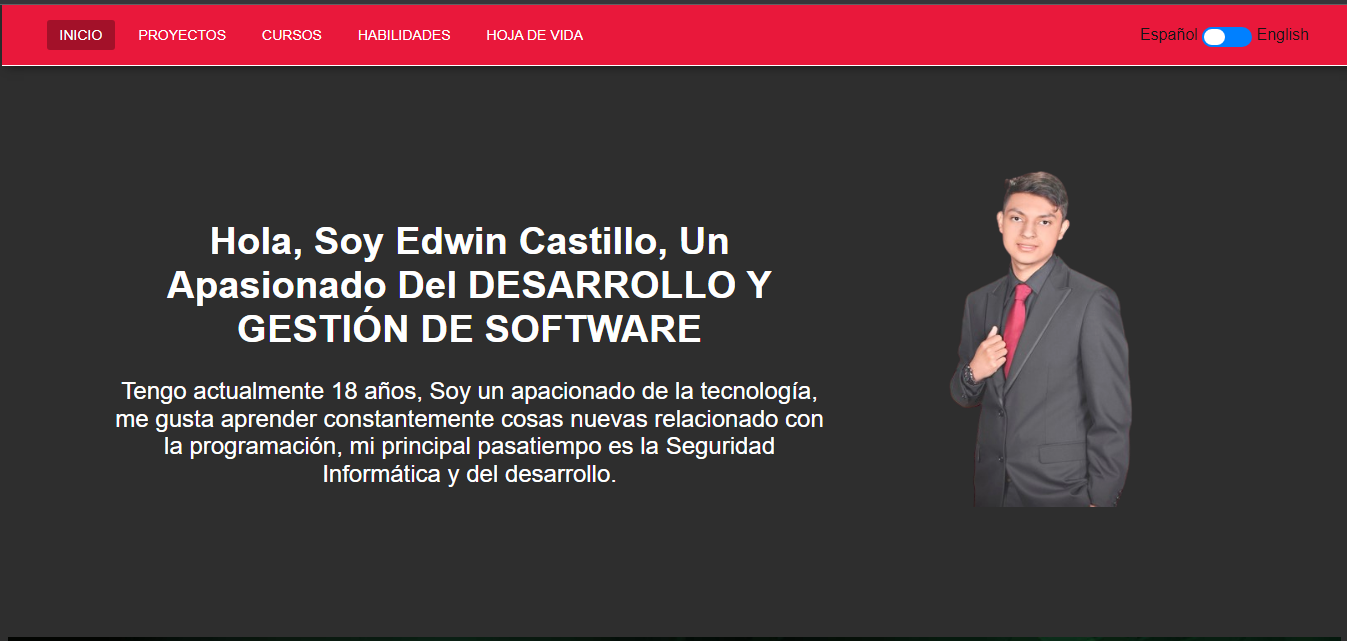 INICIO PROYECTOS CURSOS HABILIDADES HOJA DE VIDA Español English
Hola, Soy Edwin Castillo, Un
Apasionado Del DESARROLLO Y
GESTIÓN DE SOFTWARE
Tengo actualmente 18 años, Soy un apacionado de la tecnología,
me gusta aprender constantemente cosas nuevas relacionado con
la programación, mi principal pasatiempo es la Seguridad
Informática y del desarrollo.